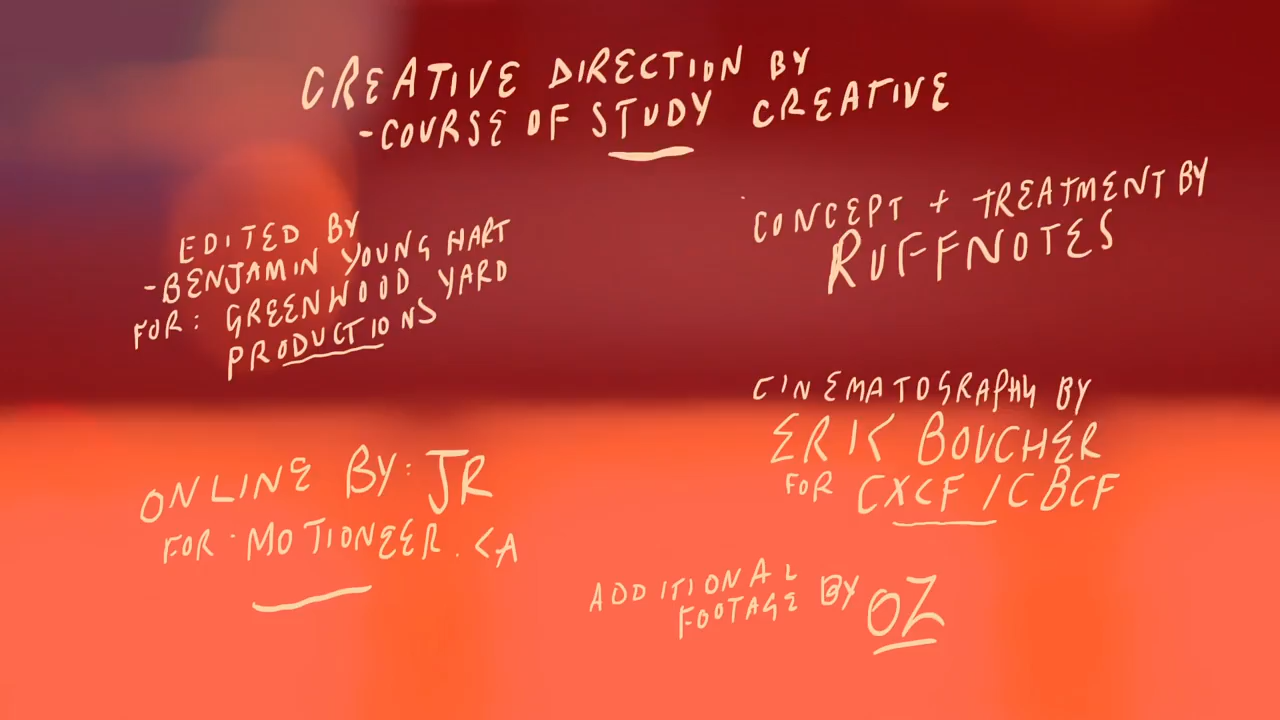 CREATIVE DIRECTION BY
-COURSE OF STUDY CREATIVE
EDITED BY
-BENJAMIN YOUNG HART
FOR: GREENWOOD YARD
PRODUCTIONS
CONCEPT + TREATMENT BY
RUFFNOTES
CINEMATOGRAPHY BY
ERIK BOUCHER
FOR CXCF/CBCF
ONLINE BY: JR
FOR · MOTIONEER.CA
ADDITIONAL
FOOTAGE BY OZ